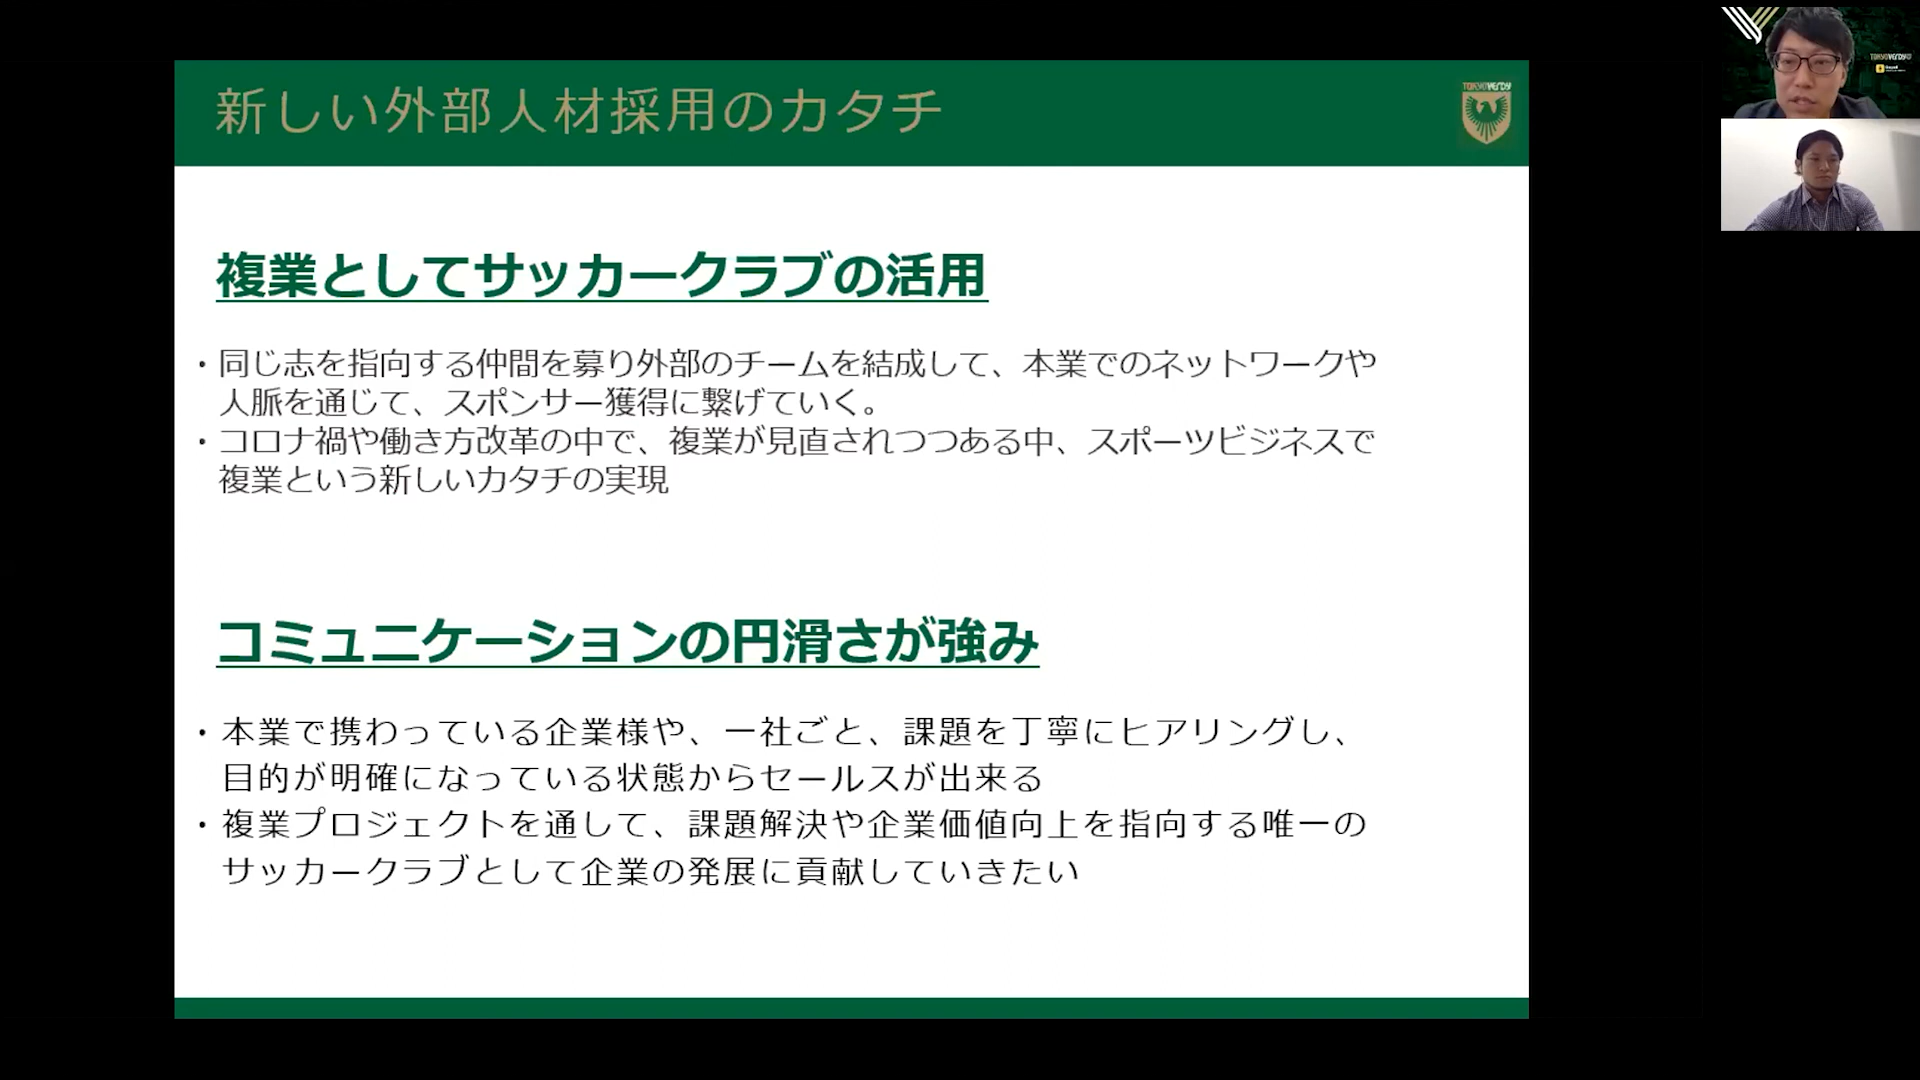 新しい外部人材採用のカタチ
TOKYO VERDY
複業としてサッカークラブの活用
・同じ志を指向する仲間を募り外部のチームを結成して、本業でのネットワークや
人脈を通じて、スポンサー獲得に繋げていく。
・コロナ禍や働き方改革の中で、複業が見直されつつある中、スポーツビジネスで
複業という新しいカタチの実現
コミュニケーションの円滑さが強み
・本業で携わっている企業様や、一社ごと、課題を丁寧にヒアリングし、
目的が明確になっている状態からセールスが出来る
・複業プロジェクトを通して、課題解決や企業価値向上を指向する唯一の
サッカークラブとして企業の発展に貢献していきたい
TOKYO VERDY